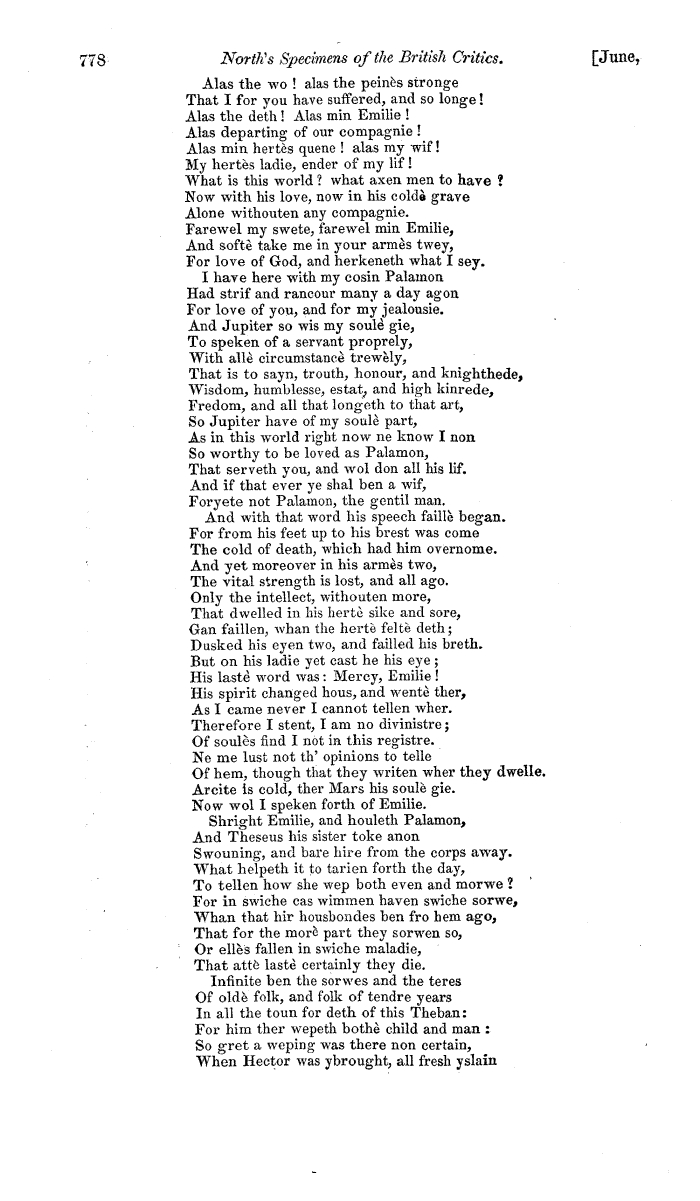 778 North's Specimens of the British Critics. [June,
Alas the wo ! alas the peinès stronge
That I for you have suffered, and so longe !
Alas the deth ! Alas min Emilie !
Alas departing of our compagnie !
Alas min hertès quene ! alas my wif !
My hertès ladie, ender of my lif !
What is this world ? what axen men to have ?
Now with his love, now in his coldè grave
Alone withouten any compagnie.
Farewel my swete, farewel min Emilie,
And softè take me in your armès twey,
For love of God, and herkeneth what I sey.
I have here with my cosin Palamon
Had strif and rancour many a day agon
For love of you, and for my jealousie.
And Jupiter so wis my soulè gie,
To speken of a servant proprely,
With allè circumstancè trewèly,
That is to sayn, trouth, honour, and knighthede,
Wisdom, humblesse, estat, and high kinrede,
Fredom, and all that longeth to that art,
So Jupiter have of my soulè part,
As in this world right now ne know I non
So worthy to be loved as Palamon,
That serveth you, and wol don all his lif.
And if that ever ye shal ben a wif,
Foryete not Palamon, the gentil man.
And with that word his speech faillè began.
For from his feet up to his brest was come
The cold of death, which had him overnome.
And yet moreover in his armès two,
The vital strength is lost, and all ago.
Only the intellect, withouten more,
That dwelled in his hertè sike and sore,
Gan faillen, whan the hertè feltè deth ;
Dusked his eyen two, and failled his breth.
But on his ladie yet cast he his eye ;
His lastè word was : Mercy, Emilie !
His spirit changed hous, and wentè ther,
As I came never I cannot tellen wher.
Therefore I stent, I am no divinistre ;
Of soulès find I not in this registre.
Ne me lust not th' opinions to telle
Of hem, though that they writen wher they dwelle.
Arcite is cold, ther Mars his soulè gie.
Now wol I speken forth of Emilie.
Shright Emilie, and houleth Palamon,
And Theseus his sister toke anon
Swouning, and bare hire from the corps away.
What helpeth it to tarien forth the day,
To tellen how she wep both even and morwe ?
For in swiche cas wimmen haven swiche sorwe,
Whan that hir housbondes ben fro hem ago,
That for the morè part they sorwen so,
Or ellès fallen in swiche maladie,
That attè lastè certainly they die.
Infinite ben the sorwes and the teres
Of oldè folk, and folk of tendre years
In all the toun for deth of this Theban :
For him ther wepeth bothè child and man :
So gret a weping was there non certain,
When Hector was ybrought, all fresh yslain